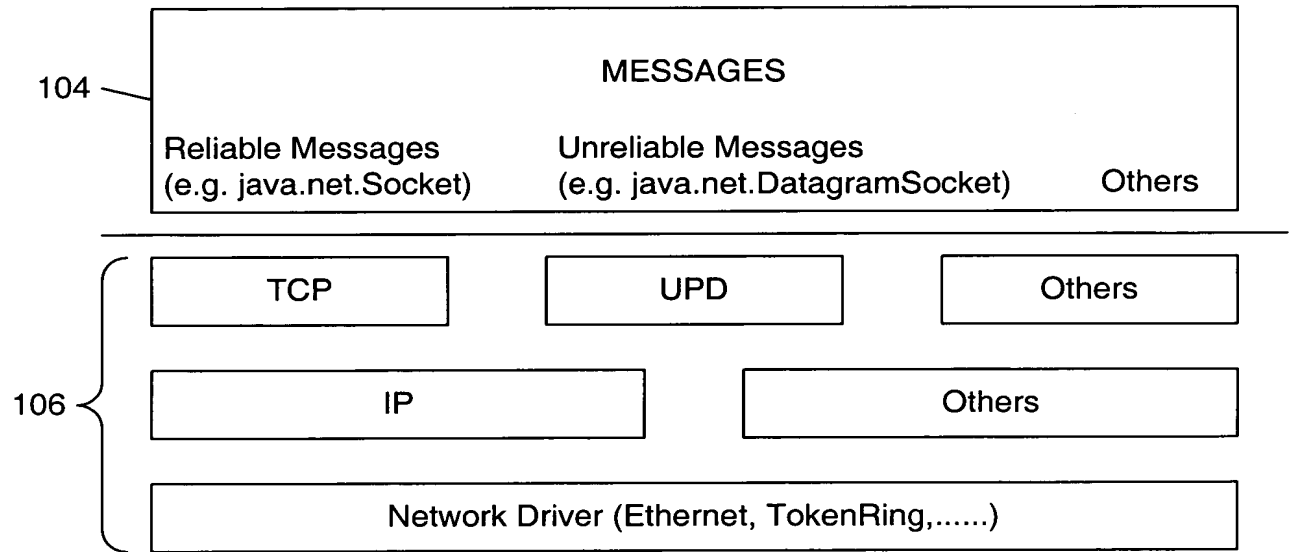 MESSAGES
104
Reliable Messages
(e.g. java.net.Socket)
Unreliable Messages
(e.g. java.net.DatagramSocket)
Others
TCP
UPD
Others
106
IP
Others
Network Driver (Ethernet, TokenRing,......)